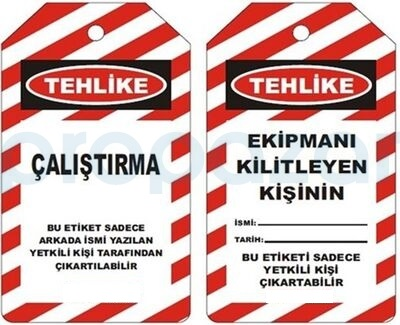 TEHLİKE
ÇALIŞTIRMA
BU ETİKET SADECE
ARKADA İSMİ YAZILAN
YETKİLİ KİŞİ TARAFINDAN
ÇIKARTILABİLİR
TEHLİKE
EKİPMANI
KİLİTLEYEN
KİŞİNİN
İSMİ:
TARİH:
BU ETİKETİ SADECE
YETKİLİ KİŞİ
ÇIKARTABİLİR